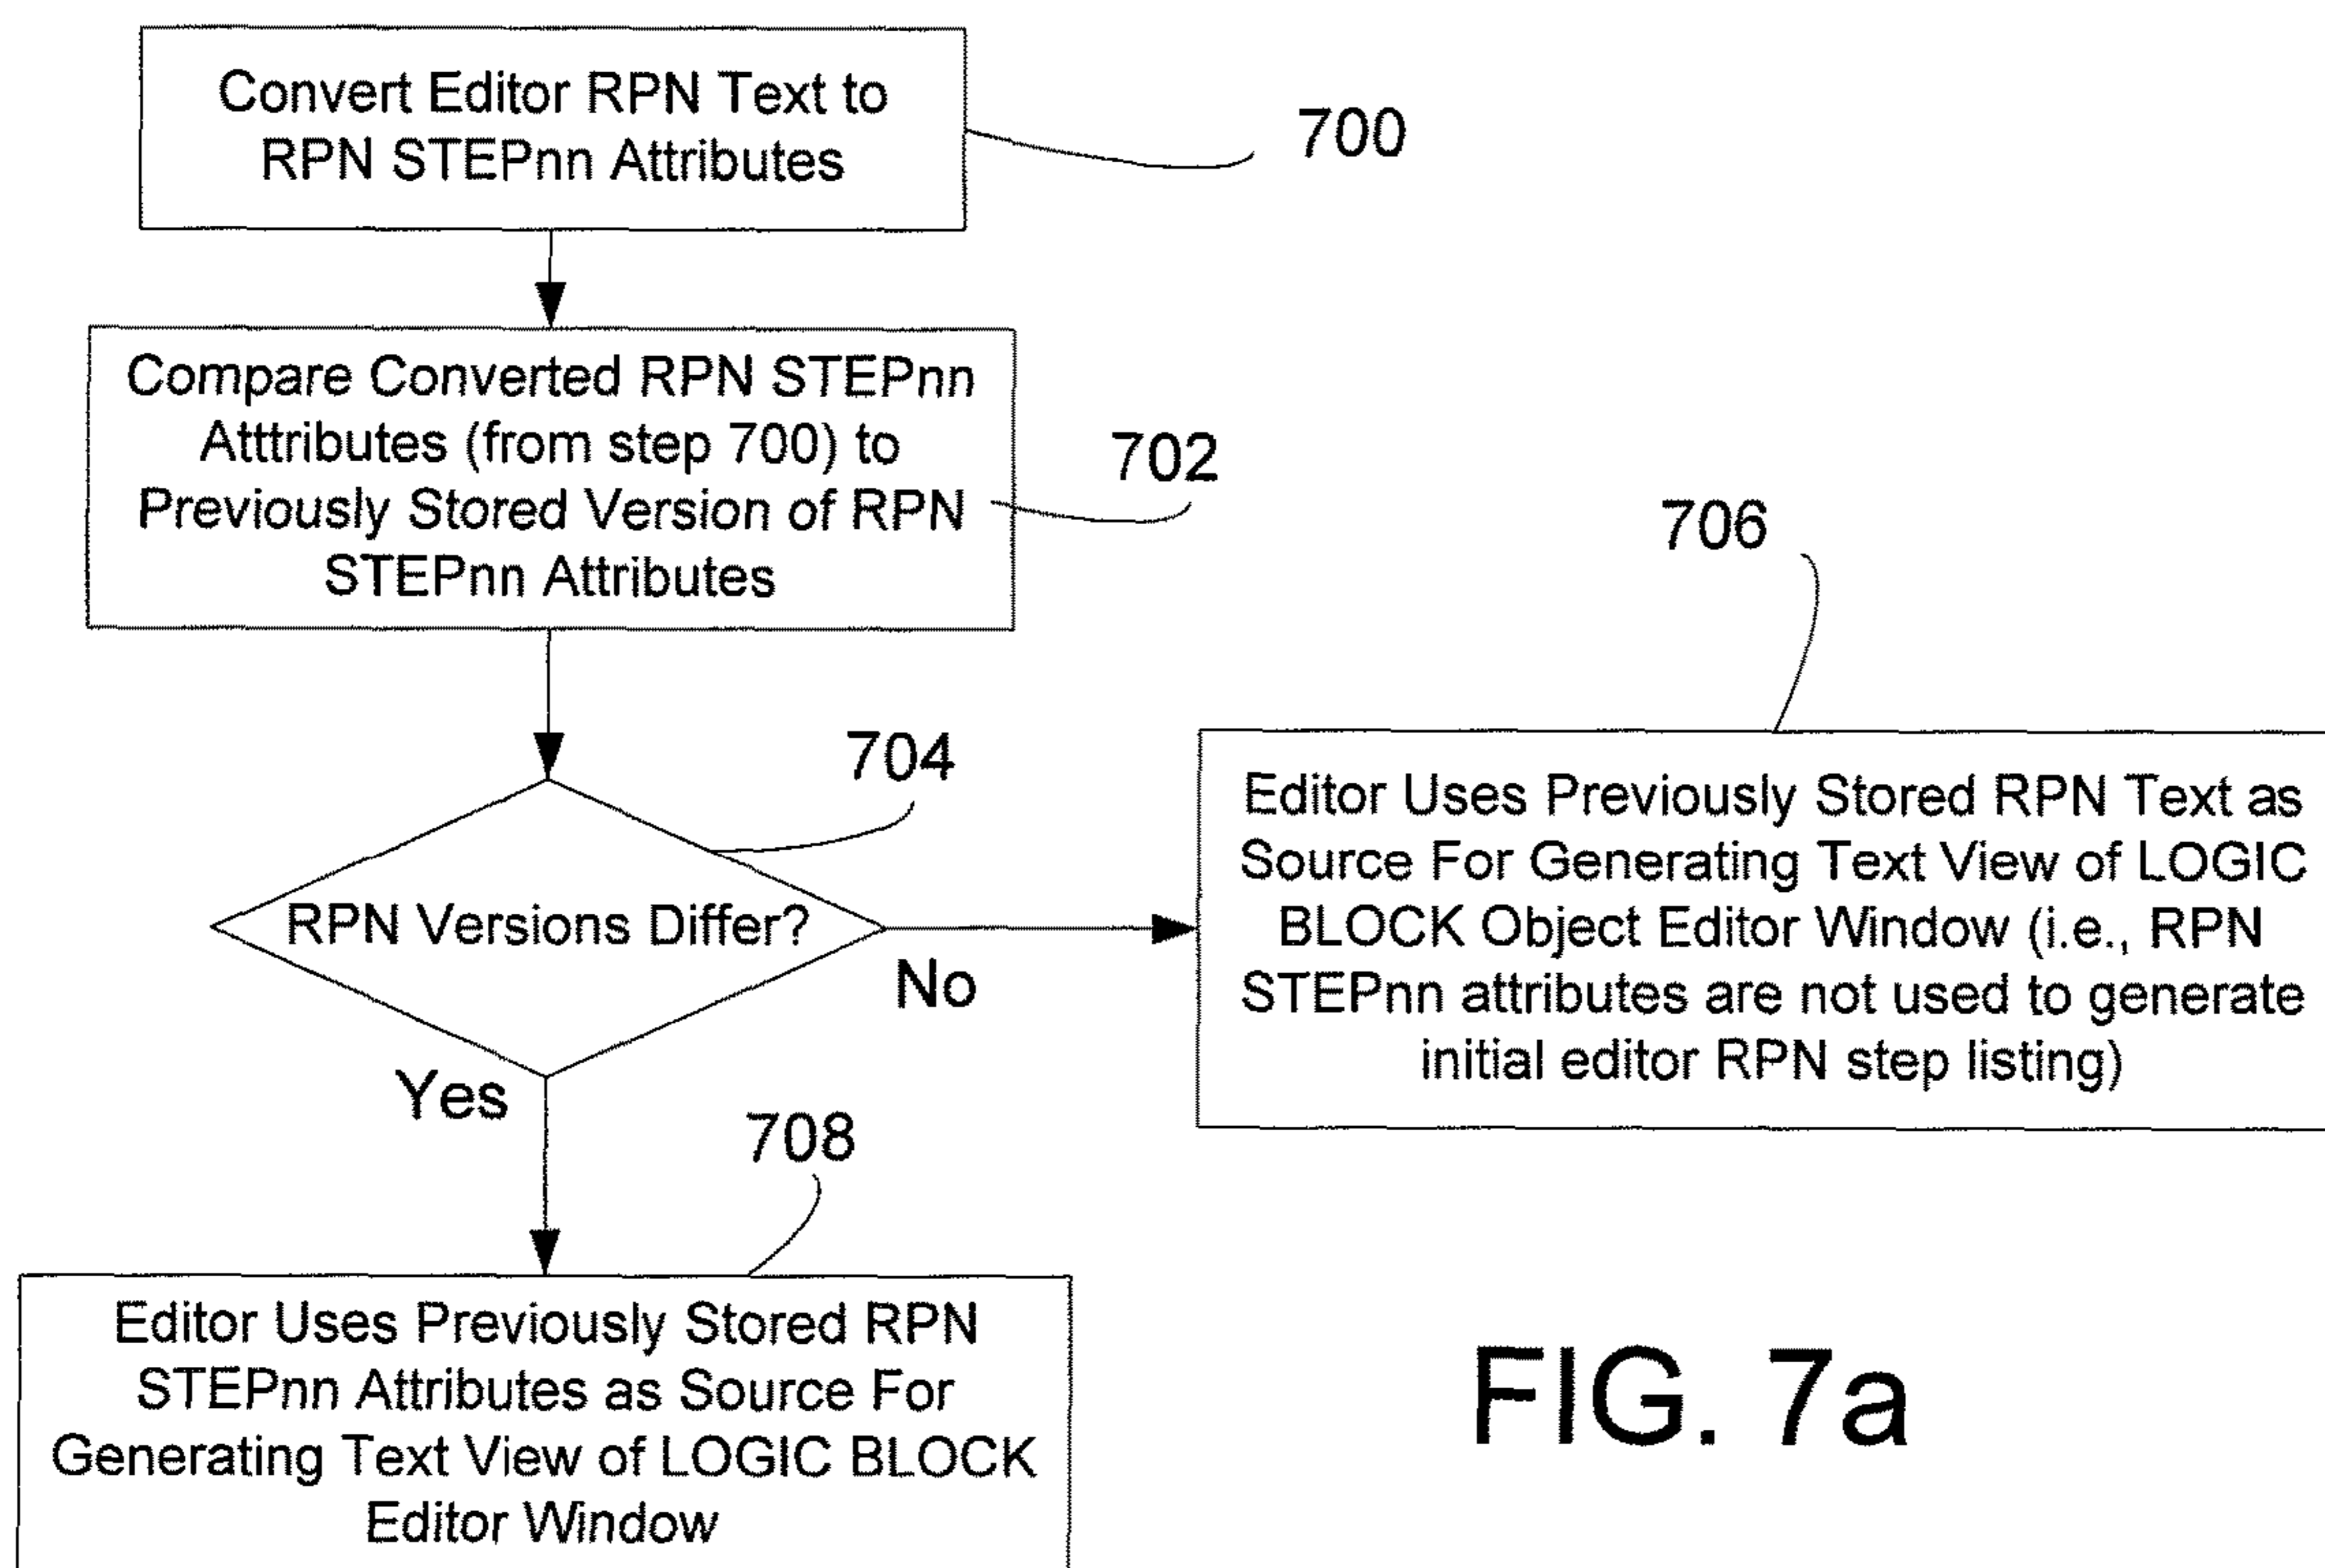 Convert Editor RPN Text to
RPN STEPnn Attributes
700
Compare Converted RPN STEPnn
Atttributes (from step 700) to
Previously Stored Version of RPN
STEPnn Attributes
702
704
RPN Versions Differ?
No
Yes
706
Editor Uses Previously Stored RPN Text as
Source For Generating Text View of LOGIC
BLOCK Object Editor Window (i.e., RPN
STEPnn attributes are not used to generate
initial editor RPN step listing)
708
Editor Uses Previously Stored RPN
STEPnn Attributes as Source For
Generating Text View of LOGIC BLOCK
Editor Window
FIG. 7a